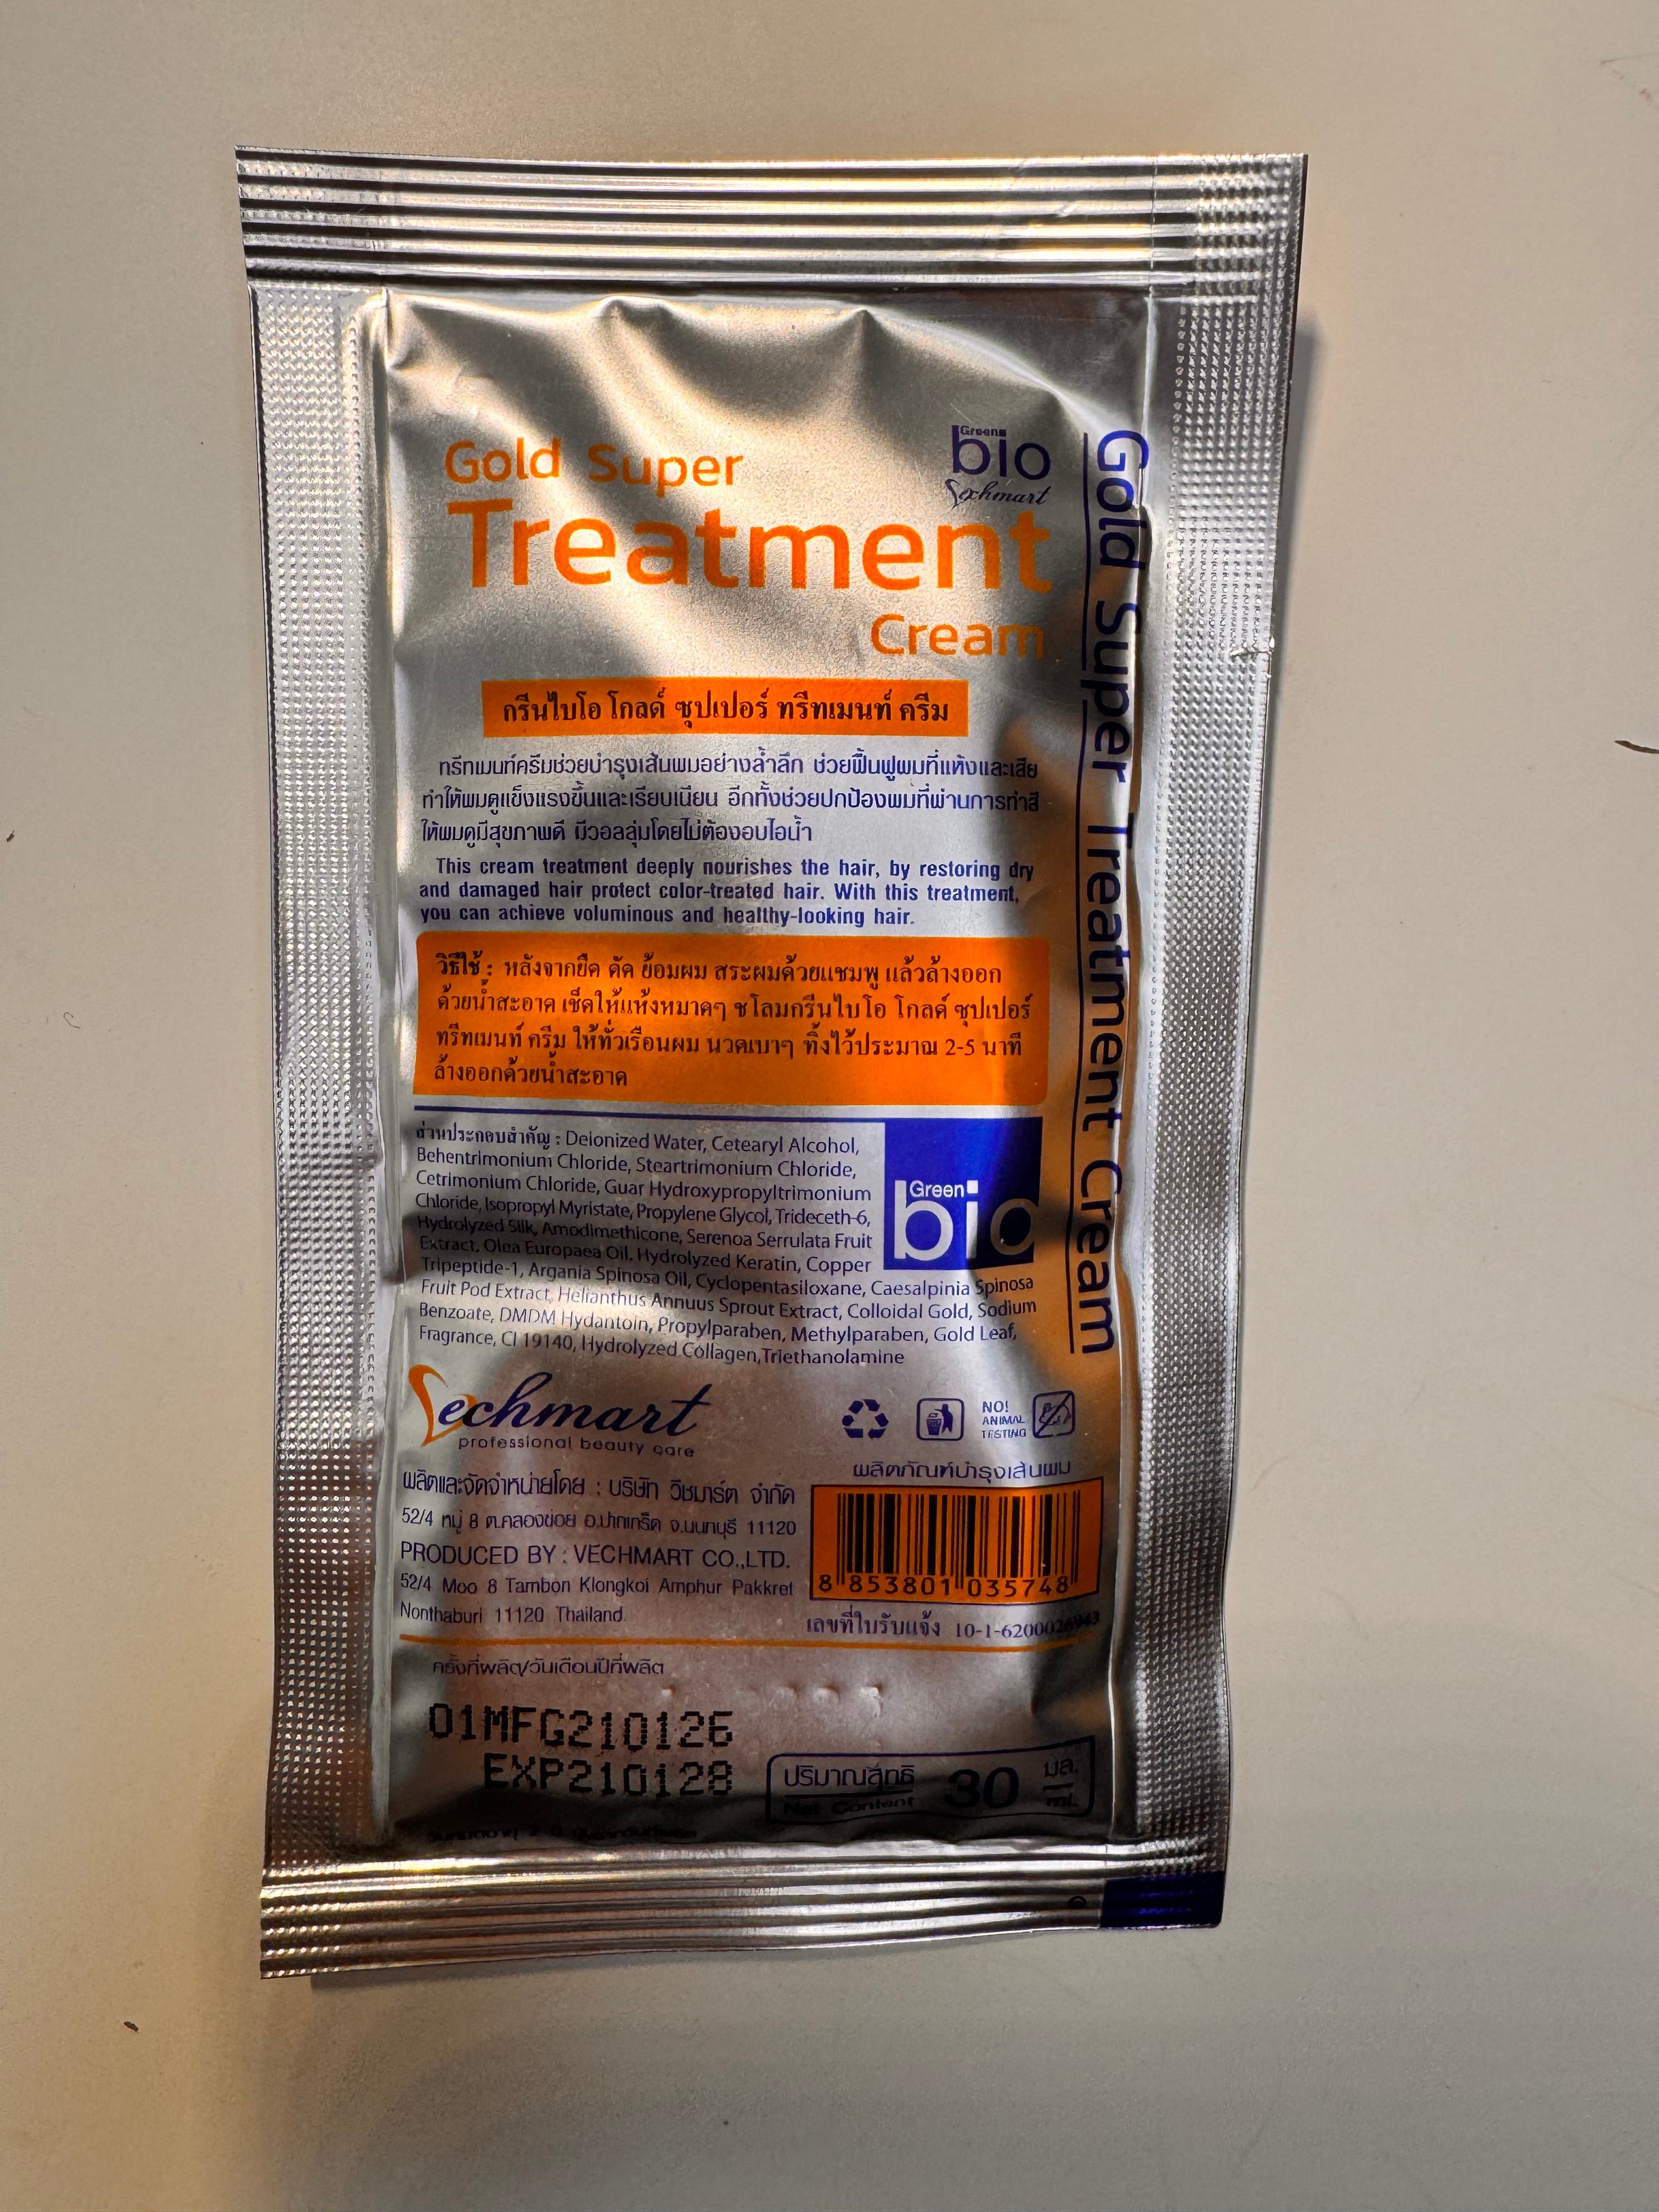 Gold Super
Treatment
Cream
Green
bio
Vechmart
Gold Super Treatment Cream
กรีนไบโอ โกลด์ ซุปเปอร์ ทรีทเมนท์ ครีม
ทรีทเมนท์ครีมช่วยบำรุงเส้นผมอย่างล้ำลึก ช่วยฟื้นฟูผมที่แห้งและเสีย
ทำให้ผมดูแข็งแรงขึ้นและเรียบเนียน อีกทั้งช่วยปกป้องผมที่ผ่านการทำสี
ให้ผมดูมีสุขภาพดี มีวอลลุ่มโดยไม่ต้องอบไอน้ำ
This cream treatment deeply nourishes the hair, by restoring dry
and damaged hair protect color-treated hair. With this treatment,
you can achieve voluminous and healthy-looking hair.
วิธีใช้ : หลังจากยืด ดัด ย้อมผม สระผมด้วยแชมพู แล้วล้างออก
ด้วยน้ำสะอาด เช็ดให้แห้งหมาดๆ ชโลมกรีนไบโอ โกลด์ ซุปเปอร์
ทรีทเมนท์ ครีม ให้ทั่วเรือนผม นวดเบาๆ ทิ้งไว้ประมาณ 2-5 นาที
ล้างออกด้วยน้ำสะอาด
ส่วนประกอบสำคัญ : Deionized Water, Cetearyl Alcohol,
Behentrimonium Chloride, Steartrimonium Chloride,
Cetrimonium Chloride, Guar Hydroxypropyltrimonium
Chloride, Isopropyl Myristate, Propylene Glycol, Trideceth-6,
Hydrolyzed Silk, Amodimethicone, Serenoa Serrulata Fruit
Extract, Olea Europaea Oil, Hydrolyzed Keratin, Copper
Tripeptide-1, Argania Spinosa Oil, Cyclopentasiloxane, Caesalpinia Spinosa
Fruit Pod Extract, Helianthus Annuus Sprout Extract, Colloidal Gold, Sodium
Benzoate, DMDM Hydantoin, Propylparaben, Methylparaben, Gold Leaf,
Fragrance, CI 19140, Hydrolyzed Collagen,Triethanolamine
Green
bio
Vechmart
professional beauty care
NO!
ANIMAL
TESTING
ผลิตและจัดจำหน่ายโดย : บริษัท วีชมาร์ต จำกัด
52/4 หมู่ 8 ต.คลองข่อย อ.ปากเกร็ด จ.นนทบุรี 11120
PRODUCED BY : VECHMART CO.,LTD.
52/4 Moo 8 Tambon Klongkoi Amphur Pakkret
Nonthaburi 11120 Thailand.
ผลิตภัณฑ์บำรุงเส้นผม
8 853801 035748
เลขที่ใบรับแจ้ง
ครั้งที่ผลิต/วันเดือนปีที่ผลิต
01MFG210126
EXP210128
ปริมาณสุทธิ 30 มล.
Net Content ml.